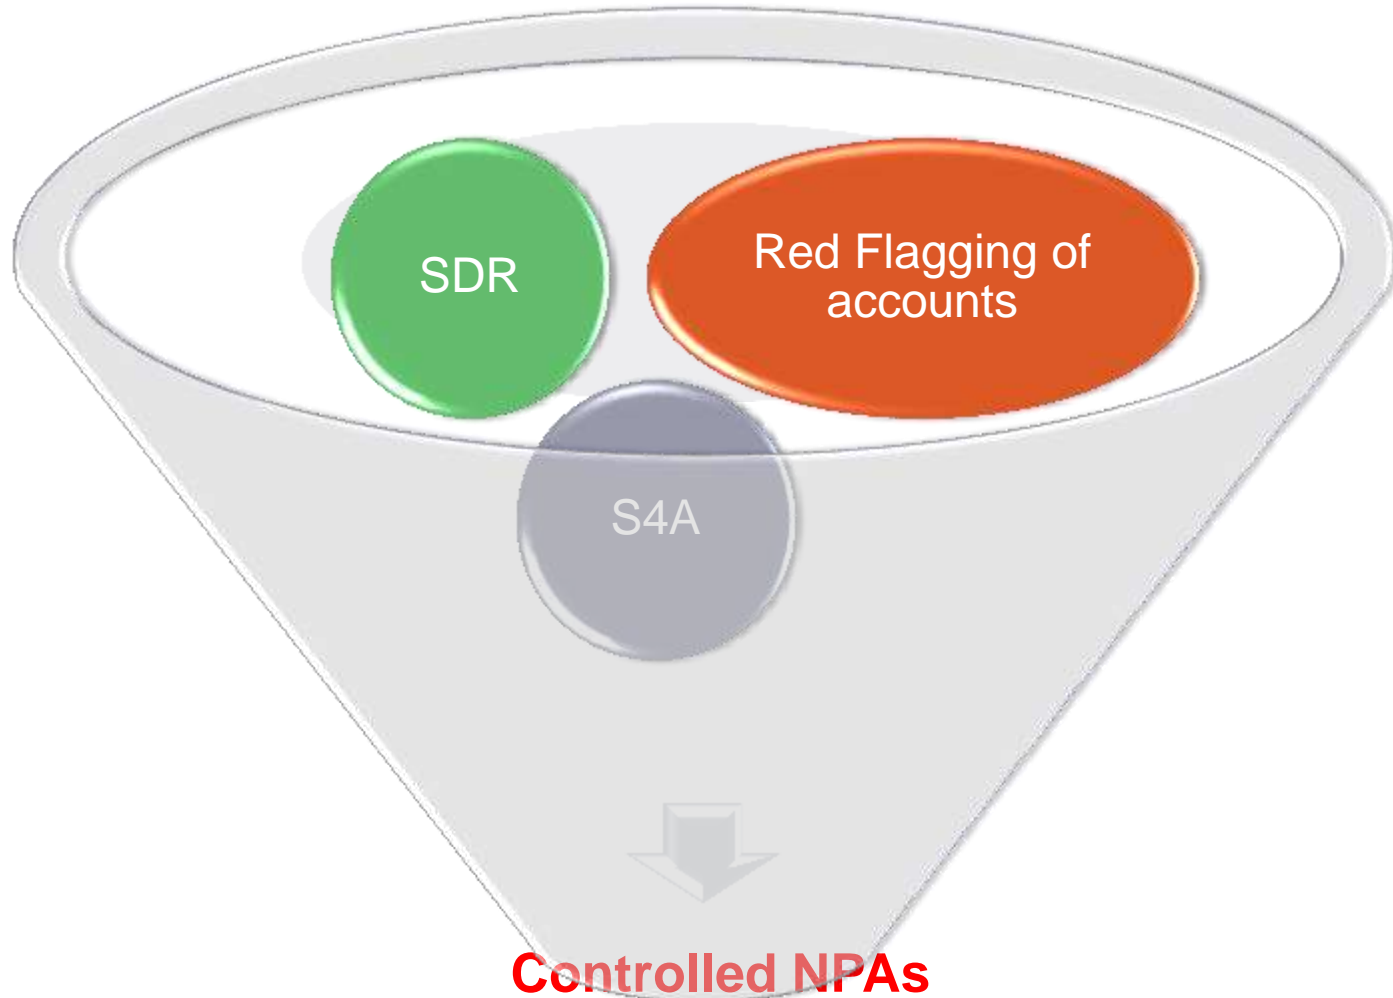 SDR
Red Flagging of
accounts
S4A
Controlled NPAs